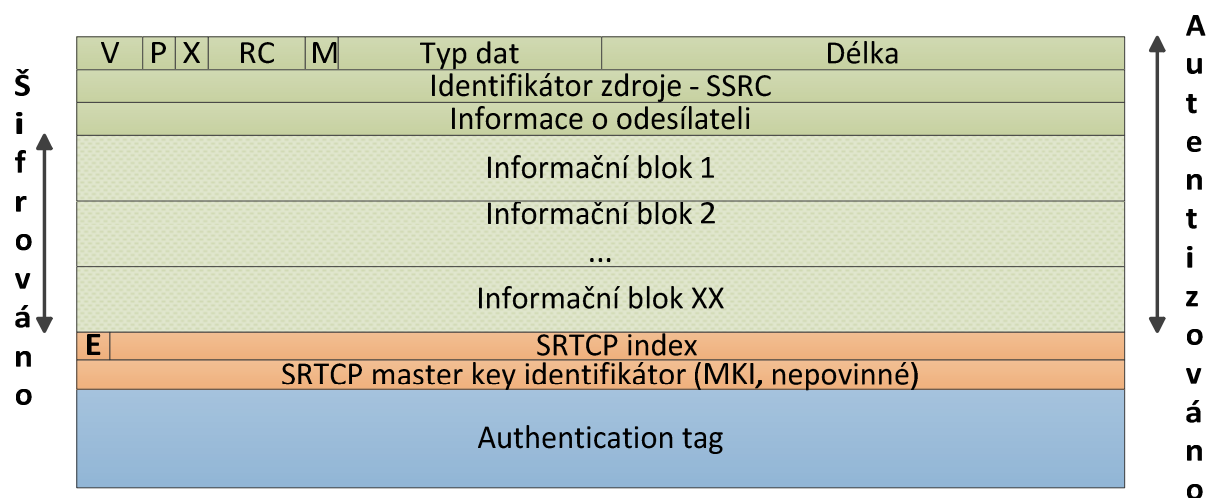 V P X RC M Typ dat Délka
Identifikátor zdroje - SSRC
Informace o odesílateli
Informační blok 1
Informační blok 2
...
Informační blok XX
E SRTCP index
SRTCP master key identifikátor (MKI, nepovinné)
Authentication tag
Šifrováno
Autentizováno